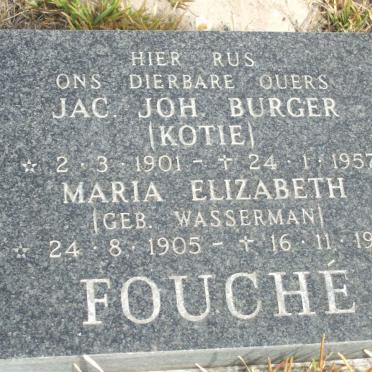 HIER RUS
ONS DIERBARE OUERS
JAC. JOH. BURGER
(KOTIE)
☆ 2·3·1901 - ✝ 24·1·1957
MARIA ELIZABETH
(GEB. WASSERMAN)
☆ 24·8·1905 - ✝ 16·11·
FOUCHÉ